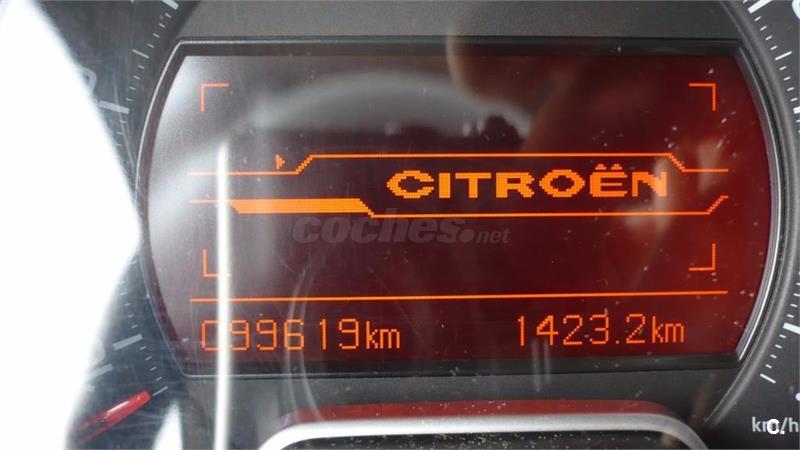 CITROËN
coches.net
099619km 1423.2km
km/h
C.